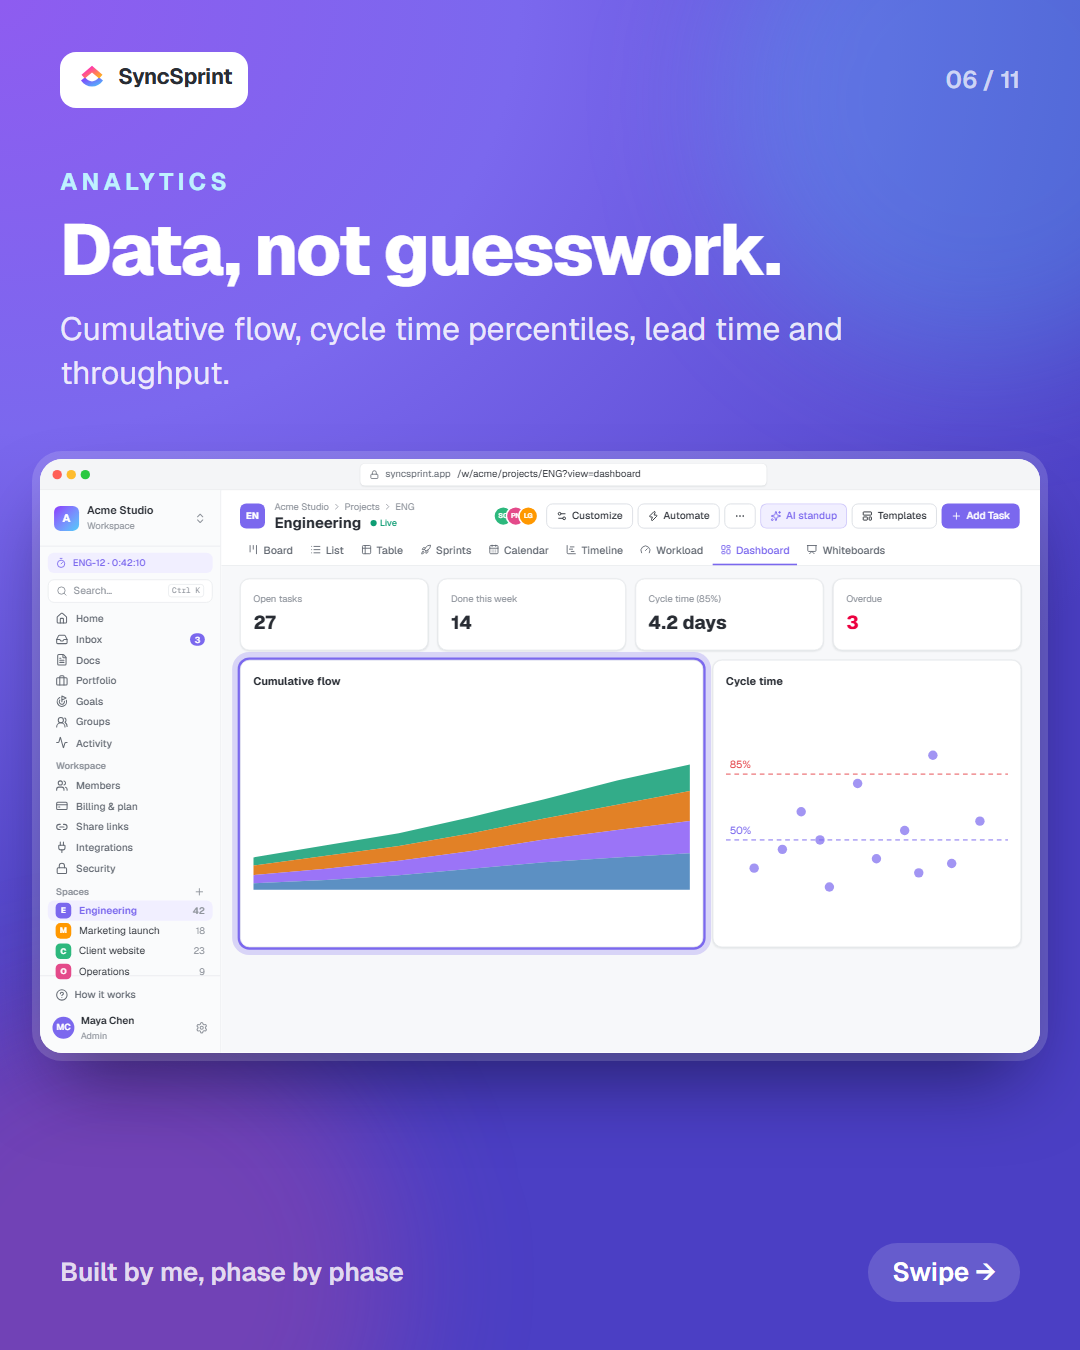 SyncSprint
06 / 11
ANALYTICS
Data, not guesswork.
Cumulative flow, cycle time percentiles, lead time and
throughput.
syncsprint.app /w/acme/projects/ENG?view=dashboard
A
Acme Studio
Workspace
ENG-12 · 0:42:10
Search...
Ctrl K
Home
Inbox 3
Docs
Portfolio
Goals
Groups
Activity
Workspace
Members
Billing & plan
Share links
Integrations
Security
Spaces +
E Engineering 42
M Marketing launch 18
C Client website 23
O Operations 9
How it works
MC
Maya Chen
Admin
EN
Acme Studio > Projects > ENG
Engineering
Live
LG
Customize
Automate
···
AI standup
Templates
+ Add Task
Board
List
Table
Sprints
Calendar
Timeline
Workload
Dashboard
Whiteboards
Open tasks
27
Done this week
14
Cycle time (85%)
4.2 days
Overdue
3
Cumulative flow
Cycle time
85%
50%
Built by me, phase by phase
Swipe →